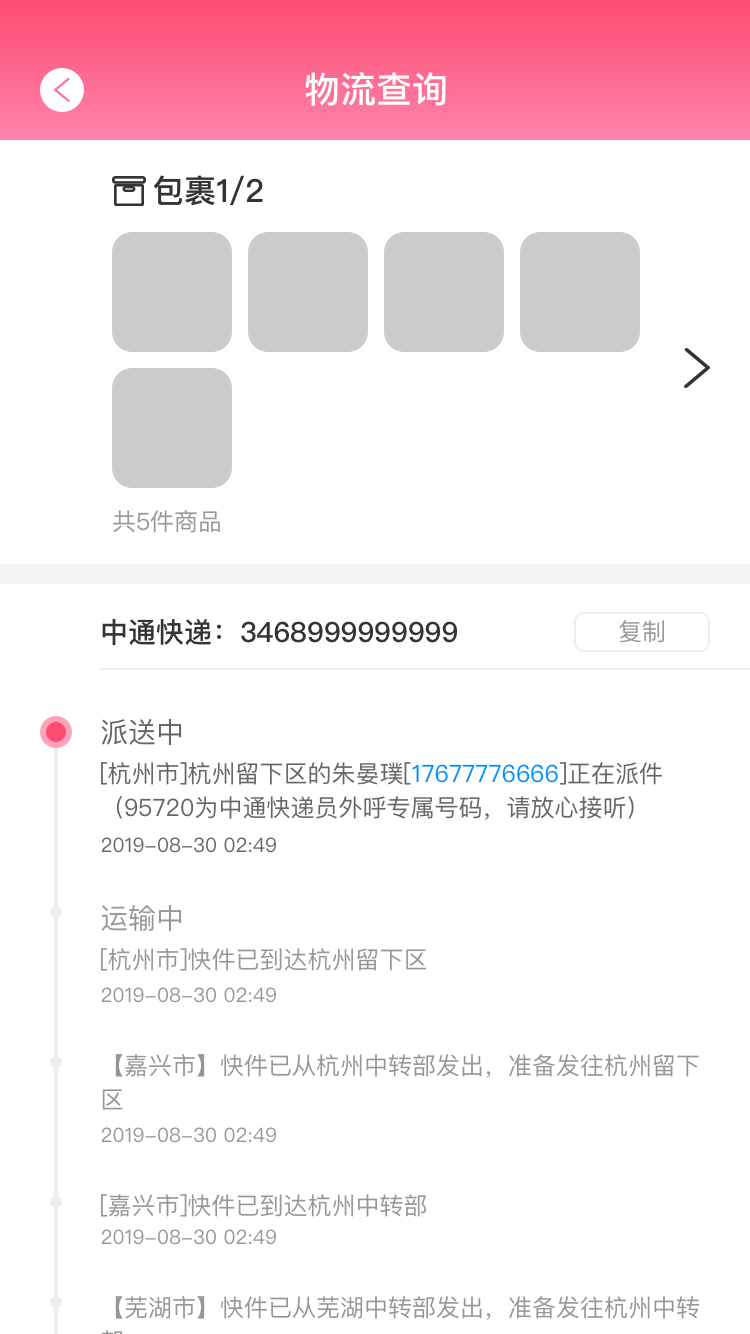 物流查询
包裹1/2
共5件商品
中通快递：3468999999999
复制
派送中
[杭州市]杭州留下区的朱晏璞[17677776666]正在派件
（95720为中通快递员外呼专属号码，请放心接听）
2019-08-30 02:49
运输中
[杭州市]快件已到达杭州留下区
2019-08-30 02:49
【嘉兴市】快件已从杭州中转部发出，准备发往杭州留下
区
2019-08-30 02:49
[嘉兴市]快件已到达杭州中转部
2019-08-30 02:49
【芜湖市】快件已从芜湖中转部发出，准备发往杭州中转